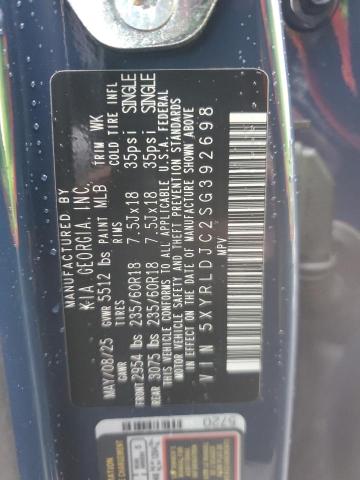 MANUFACTURED BY
KIA GEORGIA, INC.
MAY/08/25 GVWR 5512 lbs PAINT MLB TRIM WK
GAWR TIRES RIMS COLD TIRE INFL
FRONT 2954 lbs 235/60R18 7.5Jx18 35psi SINGLE
REAR 3075 lbs 235/60R18 7.5Jx18 35psi SINGLE
THIS VEHICLE CONFORMS TO ALL APPLICABLE U.S.A. FEDERAL
MOTOR VEHICLE SAFETY AND THEFT PREVENTION STANDARDS
IN EFFECT ON THE DATE OF MANUFACTURE SHOWN ABOVE
VIN 5XYRLDJC2SG392698
MPV
5720